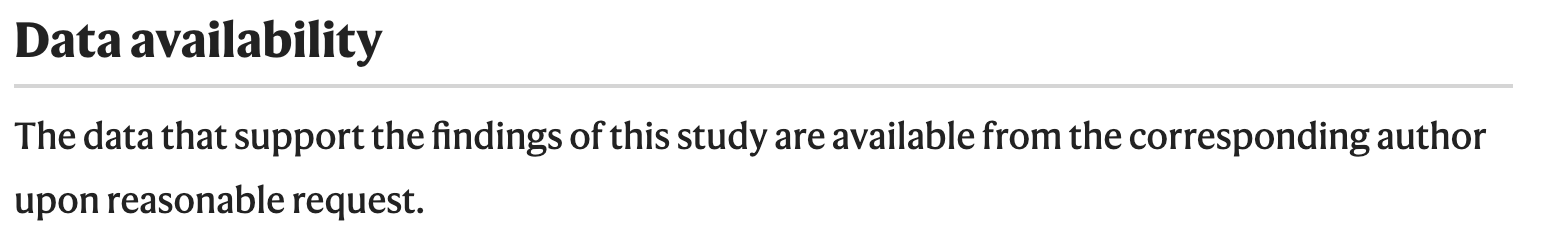 Data availability
The data that support the findings of this study are available from the corresponding author
upon reasonable request.